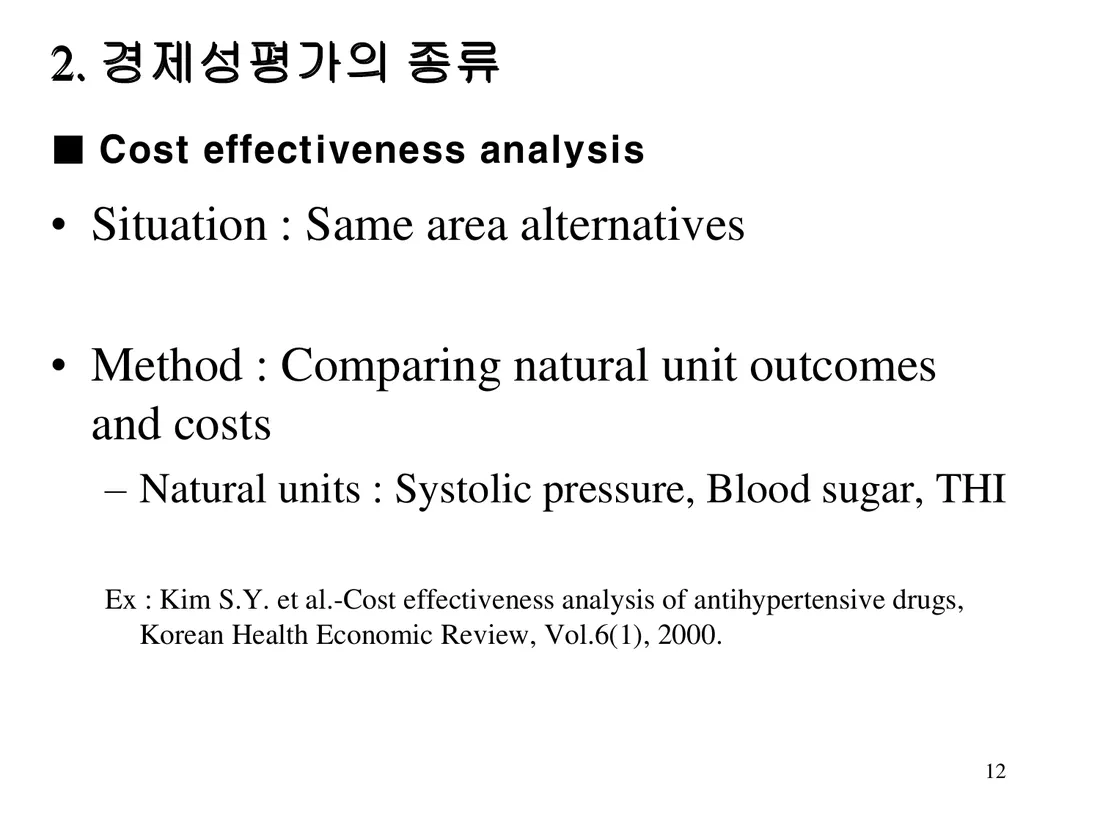 2. 경제성평가의 종류
■ Cost effectiveness analysis
• Situation : Same area alternatives
• Method : Comparing natural unit outcomes
and costs
– Natural units : Systolic pressure, Blood sugar, THI
Ex : Kim S.Y. et al.-Cost effectiveness analysis of antihypertensive drugs,
Korean Health Economic Review, Vol.6(1), 2000.
12